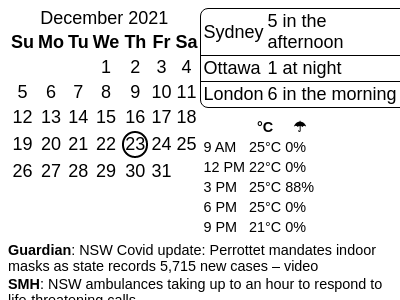 December 2021
Su Mo Tu We Th Fr Sa
1 2 3 4
5 6 7 8 9 10 11
12 13 14 15 16 17 18
19 20 21 22 23 24 25
26 27 28 29 30 31
Sydney 5 in the
afternoon
Ottawa 1 at night
London 6 in the morning
°C ☂
9 AM 25°C 0%
12 PM 22°C 0%
3 PM 25°C 88%
6 PM 25°C 0%
9 PM 21°C 0%
Guardian: NSW Covid update: Perrottet mandates indoor
masks as state records 5,715 new cases – video
SMH: NSW ambulances taking up to an hour to respond to
life-threatening calls